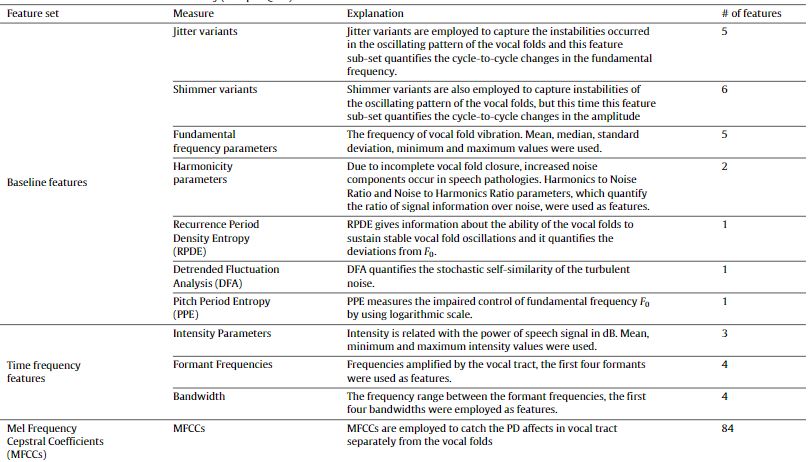 Feature set Measure Explanation # of features
Jitter variants Jitter variants are employed to capture the instabilities occurred 5
in the oscillating pattern of the vocal folds and this feature
sub-set quantifies the cycle-to-cycle changes in the fundamental
frequency.
Shimmer variants Shimmer variants are also employed to capture instabilities of 6
the oscillating pattern of the vocal folds, but this time this feature
sub-set quantifies the cycle-to-cycle changes in the amplitude
Fundamental The frequency of vocal fold vibration. Mean, median, standard 5
frequency parameters deviation, minimum and maximum values were used.
Harmonicity Due to incomplete vocal fold closure, increased noise 2
Baseline features parameters components occur in speech pathologies. Harmonics to Noise
Ratio and Noise to Harmonics Ratio parameters, which quantify
the ratio of signal information over noise, were used as features.
Recurrence Period RPDE gives information about the ability of the vocal folds to 1
Density Entropy sustain stable vocal fold oscillations and it quantifies the
(RPDE) deviations from F0.
Detrended Fluctuation DFA quantifies the stochastic self-similarity of the turbulent 1
Analysis (DFA) noise.
Pitch Period Entropy PPE measures the impaired control of fundamental frequency F0 1
(PPE) by using logarithmic scale.
Intensity Parameters Intensity is related with the power of speech signal in dB. Mean, 3
minimum and maximum intensity values were used.
Time frequency Formant Frequencies Frequencies amplified by the vocal tract, the first four formants 4
features were used as features.
Bandwidth The frequency range between the formant frequencies, the first 4
four bandwidths were employed as features.
Mel Frequency MFCCs MFCCs are employed to catch the PD affects in vocal tract 84
Cepstral Coefficients separately from the vocal folds
(MFCCs)